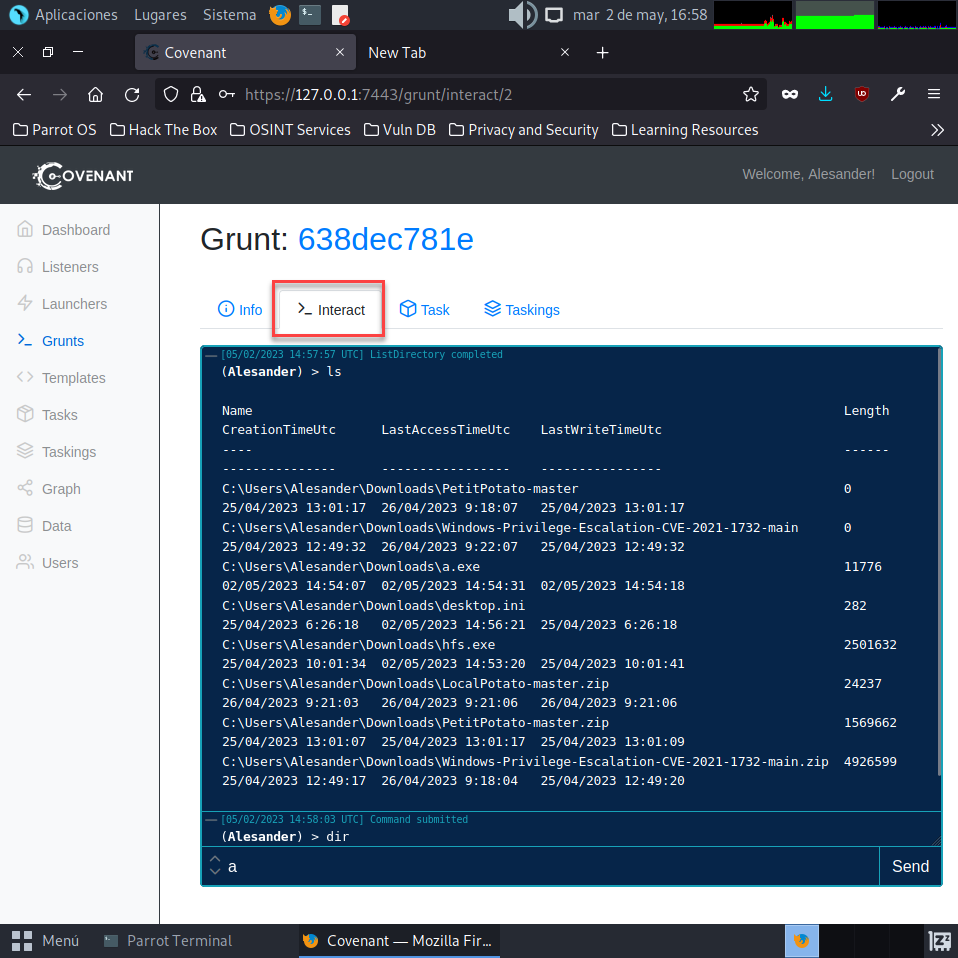 Aplicaciones Lugares Sistema mar 2 de may, 16:58
Covenant New Tab
https://127.0.0.1:7443/grunt/interact/2
Parrot OS Hack The Box OSINT Services Vuln DB Privacy and Security Learning Resources
COVENANT Welcome, Alesander! Logout
Dashboard
Listeners
Launchers
Grunts
Templates
Tasks
Taskings
Graph
Data
Users
Grunt: 638dec781e
Info Interact Task Taskings
[05/02/2023 14:57:57 UTC] ListDirectory completed
(Alesander) > ls
Name Length
CreationTimeUtc LastAccessTimeUtc LastWriteTimeUtc
---- ------
--------------- ----------------- ----------------
C:\Users\Alesander\Downloads\PetitPotato-master 0
25/04/2023 13:01:17 26/04/2023 9:18:07 25/04/2023 13:01:17
C:\Users\Alesander\Downloads\Windows-Privilege-Escalation-CVE-2021-1732-main 0
25/04/2023 12:49:32 26/04/2023 9:22:07 25/04/2023 12:49:32
C:\Users\Alesander\Downloads\a.exe 11776
02/05/2023 14:54:07 02/05/2023 14:54:31 02/05/2023 14:54:18
C:\Users\Alesander\Downloads\desktop.ini 282
25/04/2023 6:26:18 02/05/2023 14:56:21 25/04/2023 6:26:18
C:\Users\Alesander\Downloads\hfs.exe 2501632
25/04/2023 10:01:34 02/05/2023 14:53:20 25/04/2023 10:01:41
C:\Users\Alesander\Downloads\LocalPotato-master.zip 24237
26/04/2023 9:21:03 26/04/2023 9:21:06 26/04/2023 9:21:06
C:\Users\Alesander\Downloads\PetitPotato-master.zip 1569662
25/04/2023 13:01:07 25/04/2023 13:01:17 25/04/2023 13:01:09
C:\Users\Alesander\Downloads\Windows-Privilege-Escalation-CVE-2021-1732-main.zip 4926599
25/04/2023 12:49:17 26/04/2023 9:18:04 25/04/2023 12:49:20
[05/02/2023 14:58:03 UTC] Command submitted
(Alesander) > dir
a Send
Menú Parrot Terminal Covenant — Mozilla Fir...